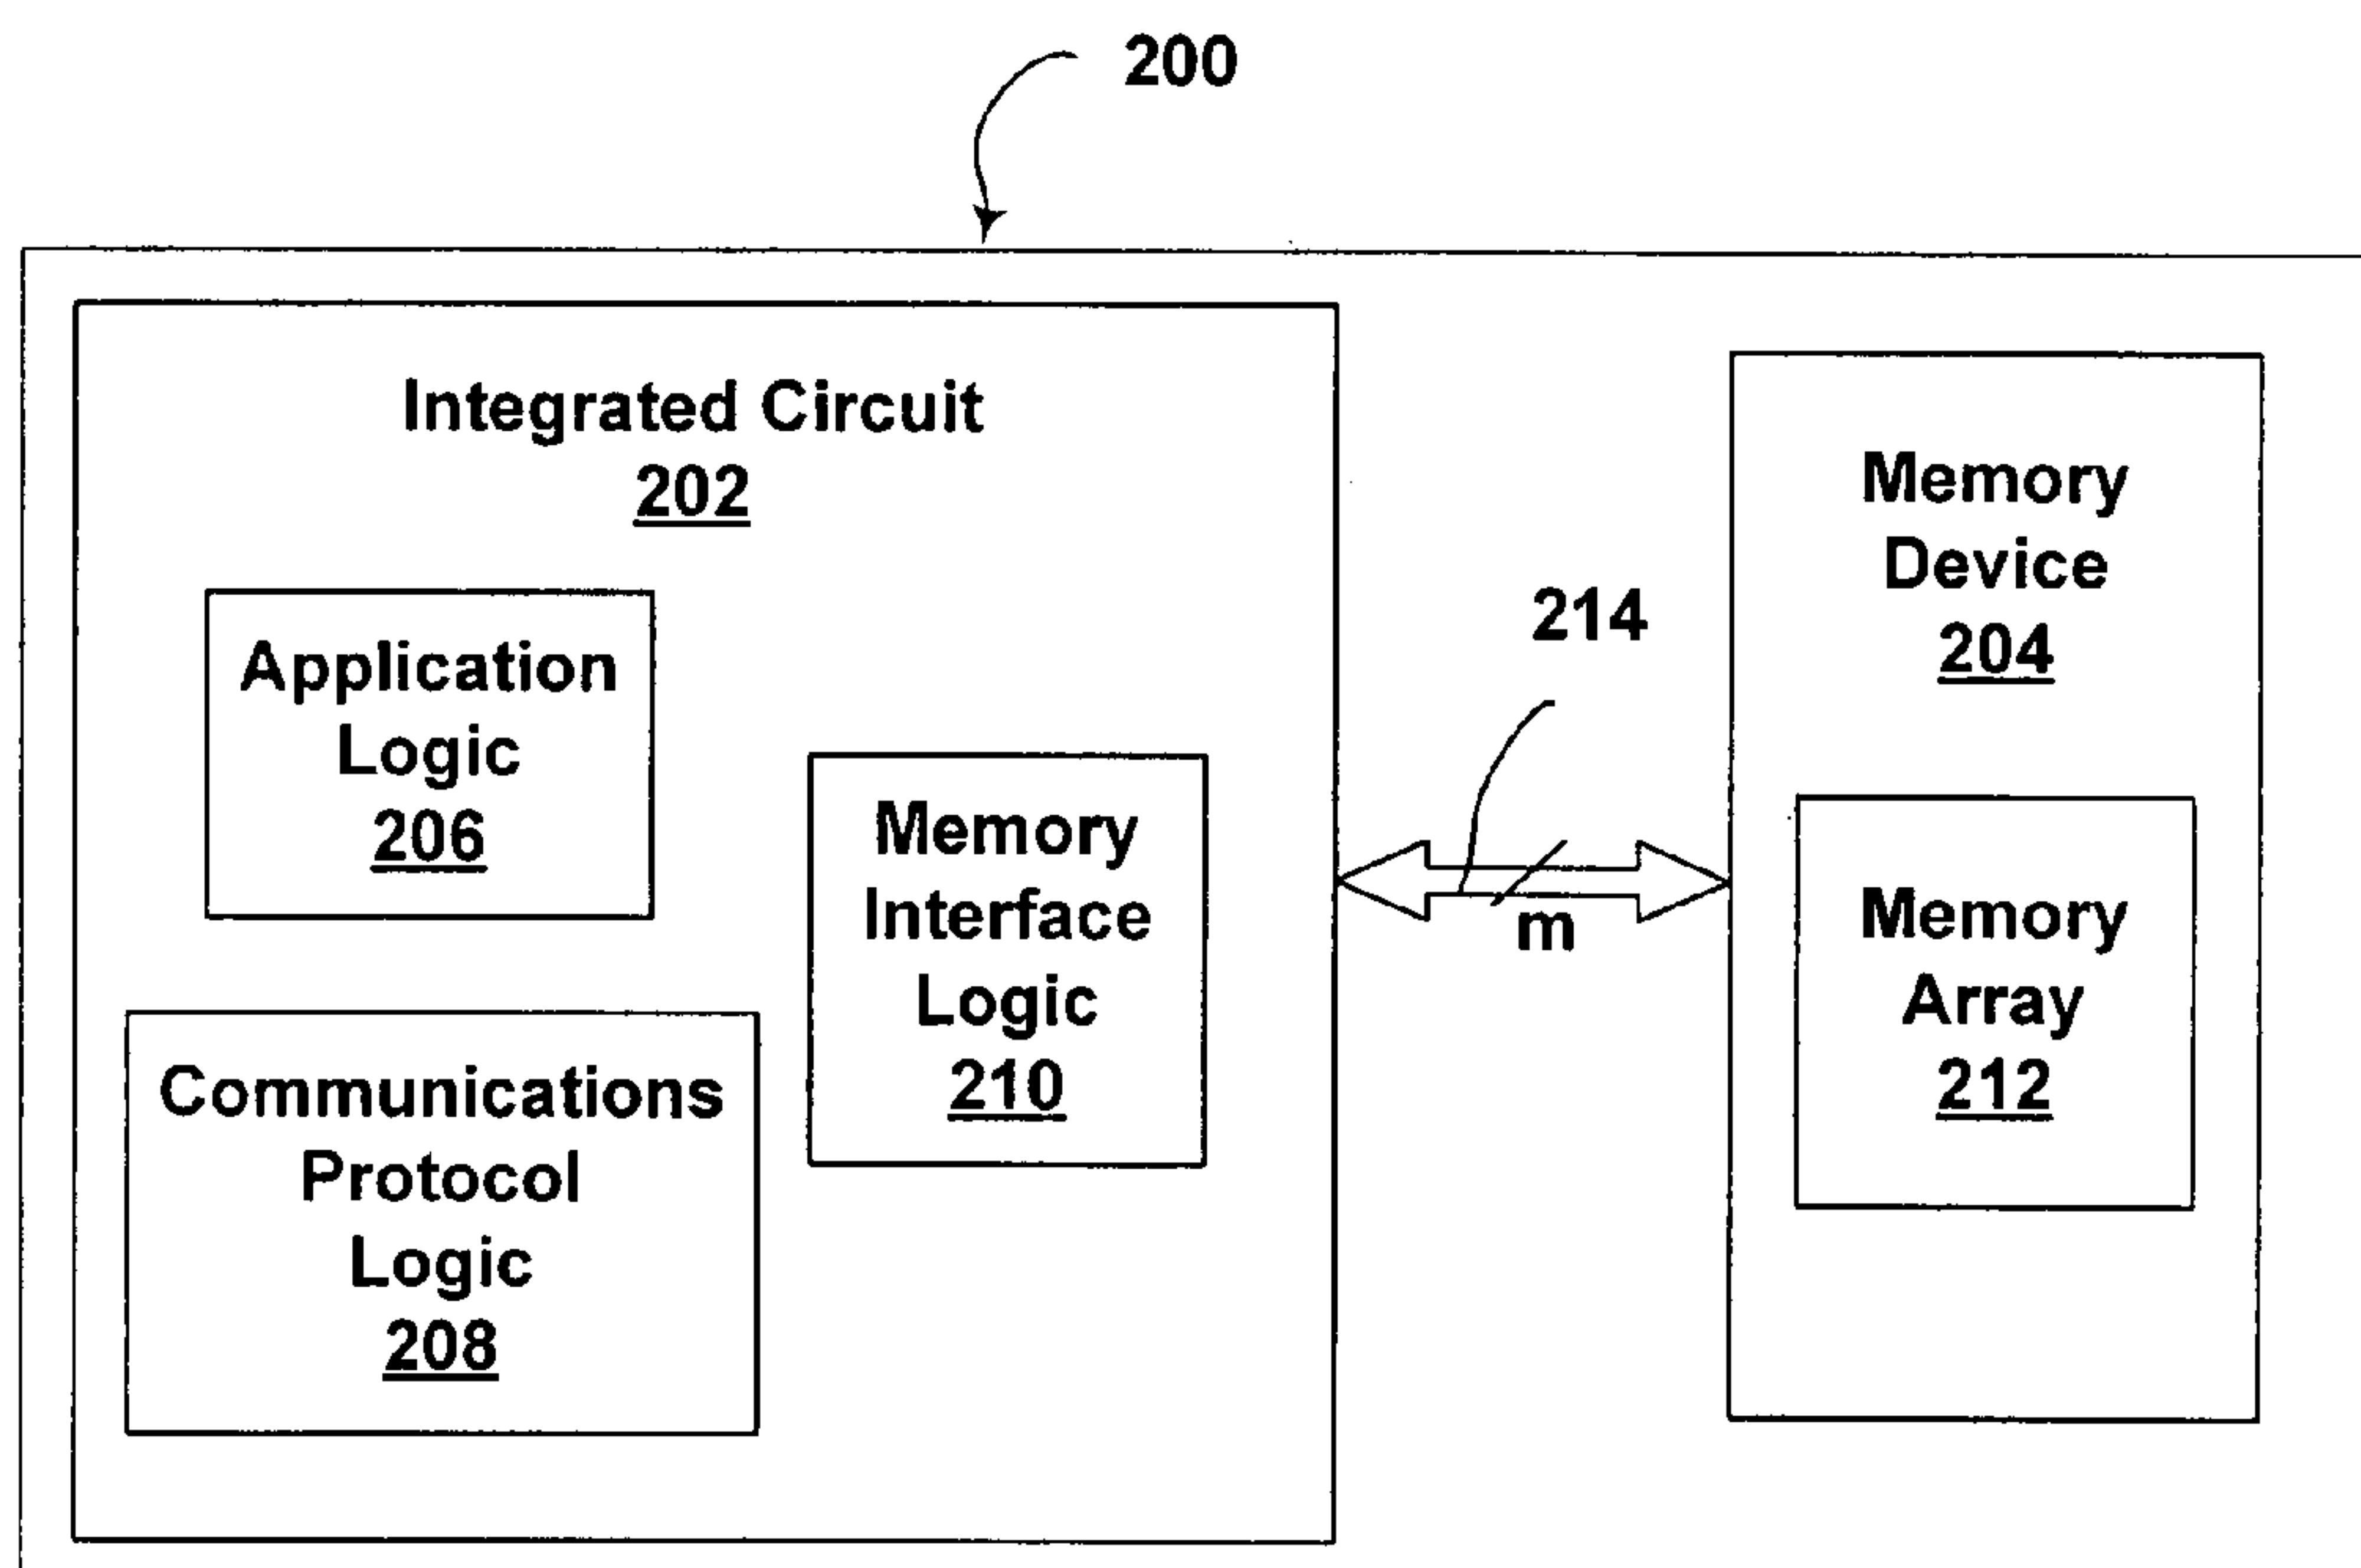 200
Integrated Circuit
202
Application
Logic
206
Communications
Protocol
Logic
208
Memory
Interface
Logic
210
214
m
Memory
Device
204
Memory
Array
212